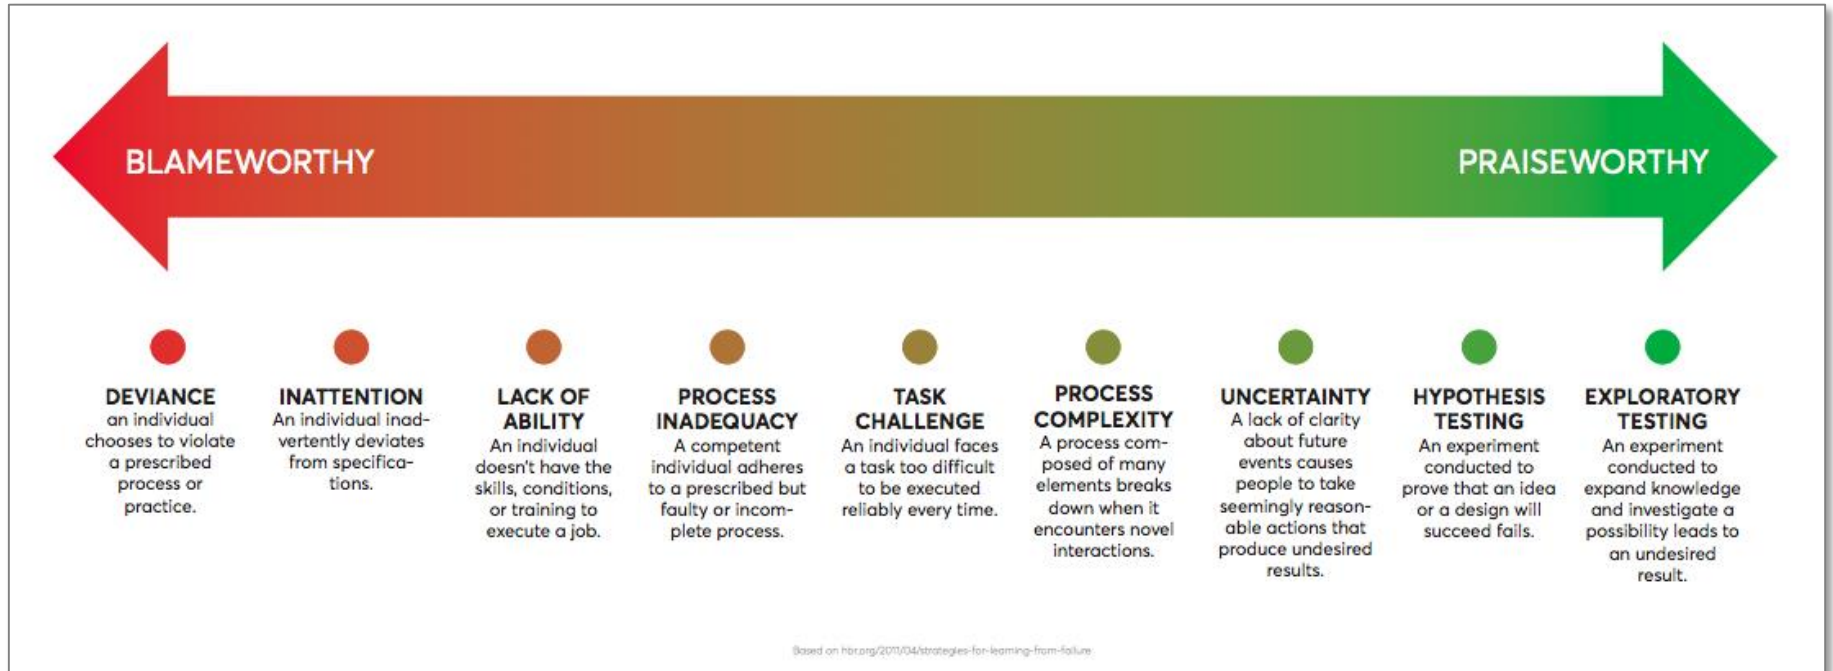 BLAMEWORTHY
PRAISEWORTHY
DEVIANCE
an individual
chooses to violate
a prescribed
process or
practice.
INATTENTION
An individual inad-
vertently deviates
from specifica-
tions.
LACK OF
ABILITY
An individual
doesn't have the
skills, conditions,
or training to
execute a job.
PROCESS
INADEQUACY
A competent
individual adheres
to a prescribed but
faulty or incom-
plete process.
TASK
CHALLENGE
An individual faces
a task too difficult
to be executed
reliably every time.
PROCESS
COMPLEXITY
A process com-
posed of many
elements breaks
down when it
encounters novel
interactions.
UNCERTAINTY
A lack of clarity
about future
events causes
people to take
seemingly reason-
able actions that
produce undesired
results.
HYPOTHESIS
TESTING
An experiment
conducted to
prove that an idea
or a design will
succeed fails.
EXPLORATORY
TESTING
An experiment
conducted to
expand knowledge
and investigate a
possibility leads to
an undesired
result.
Based on hbr.org/2011/04/strategies-for-learning-from-failure